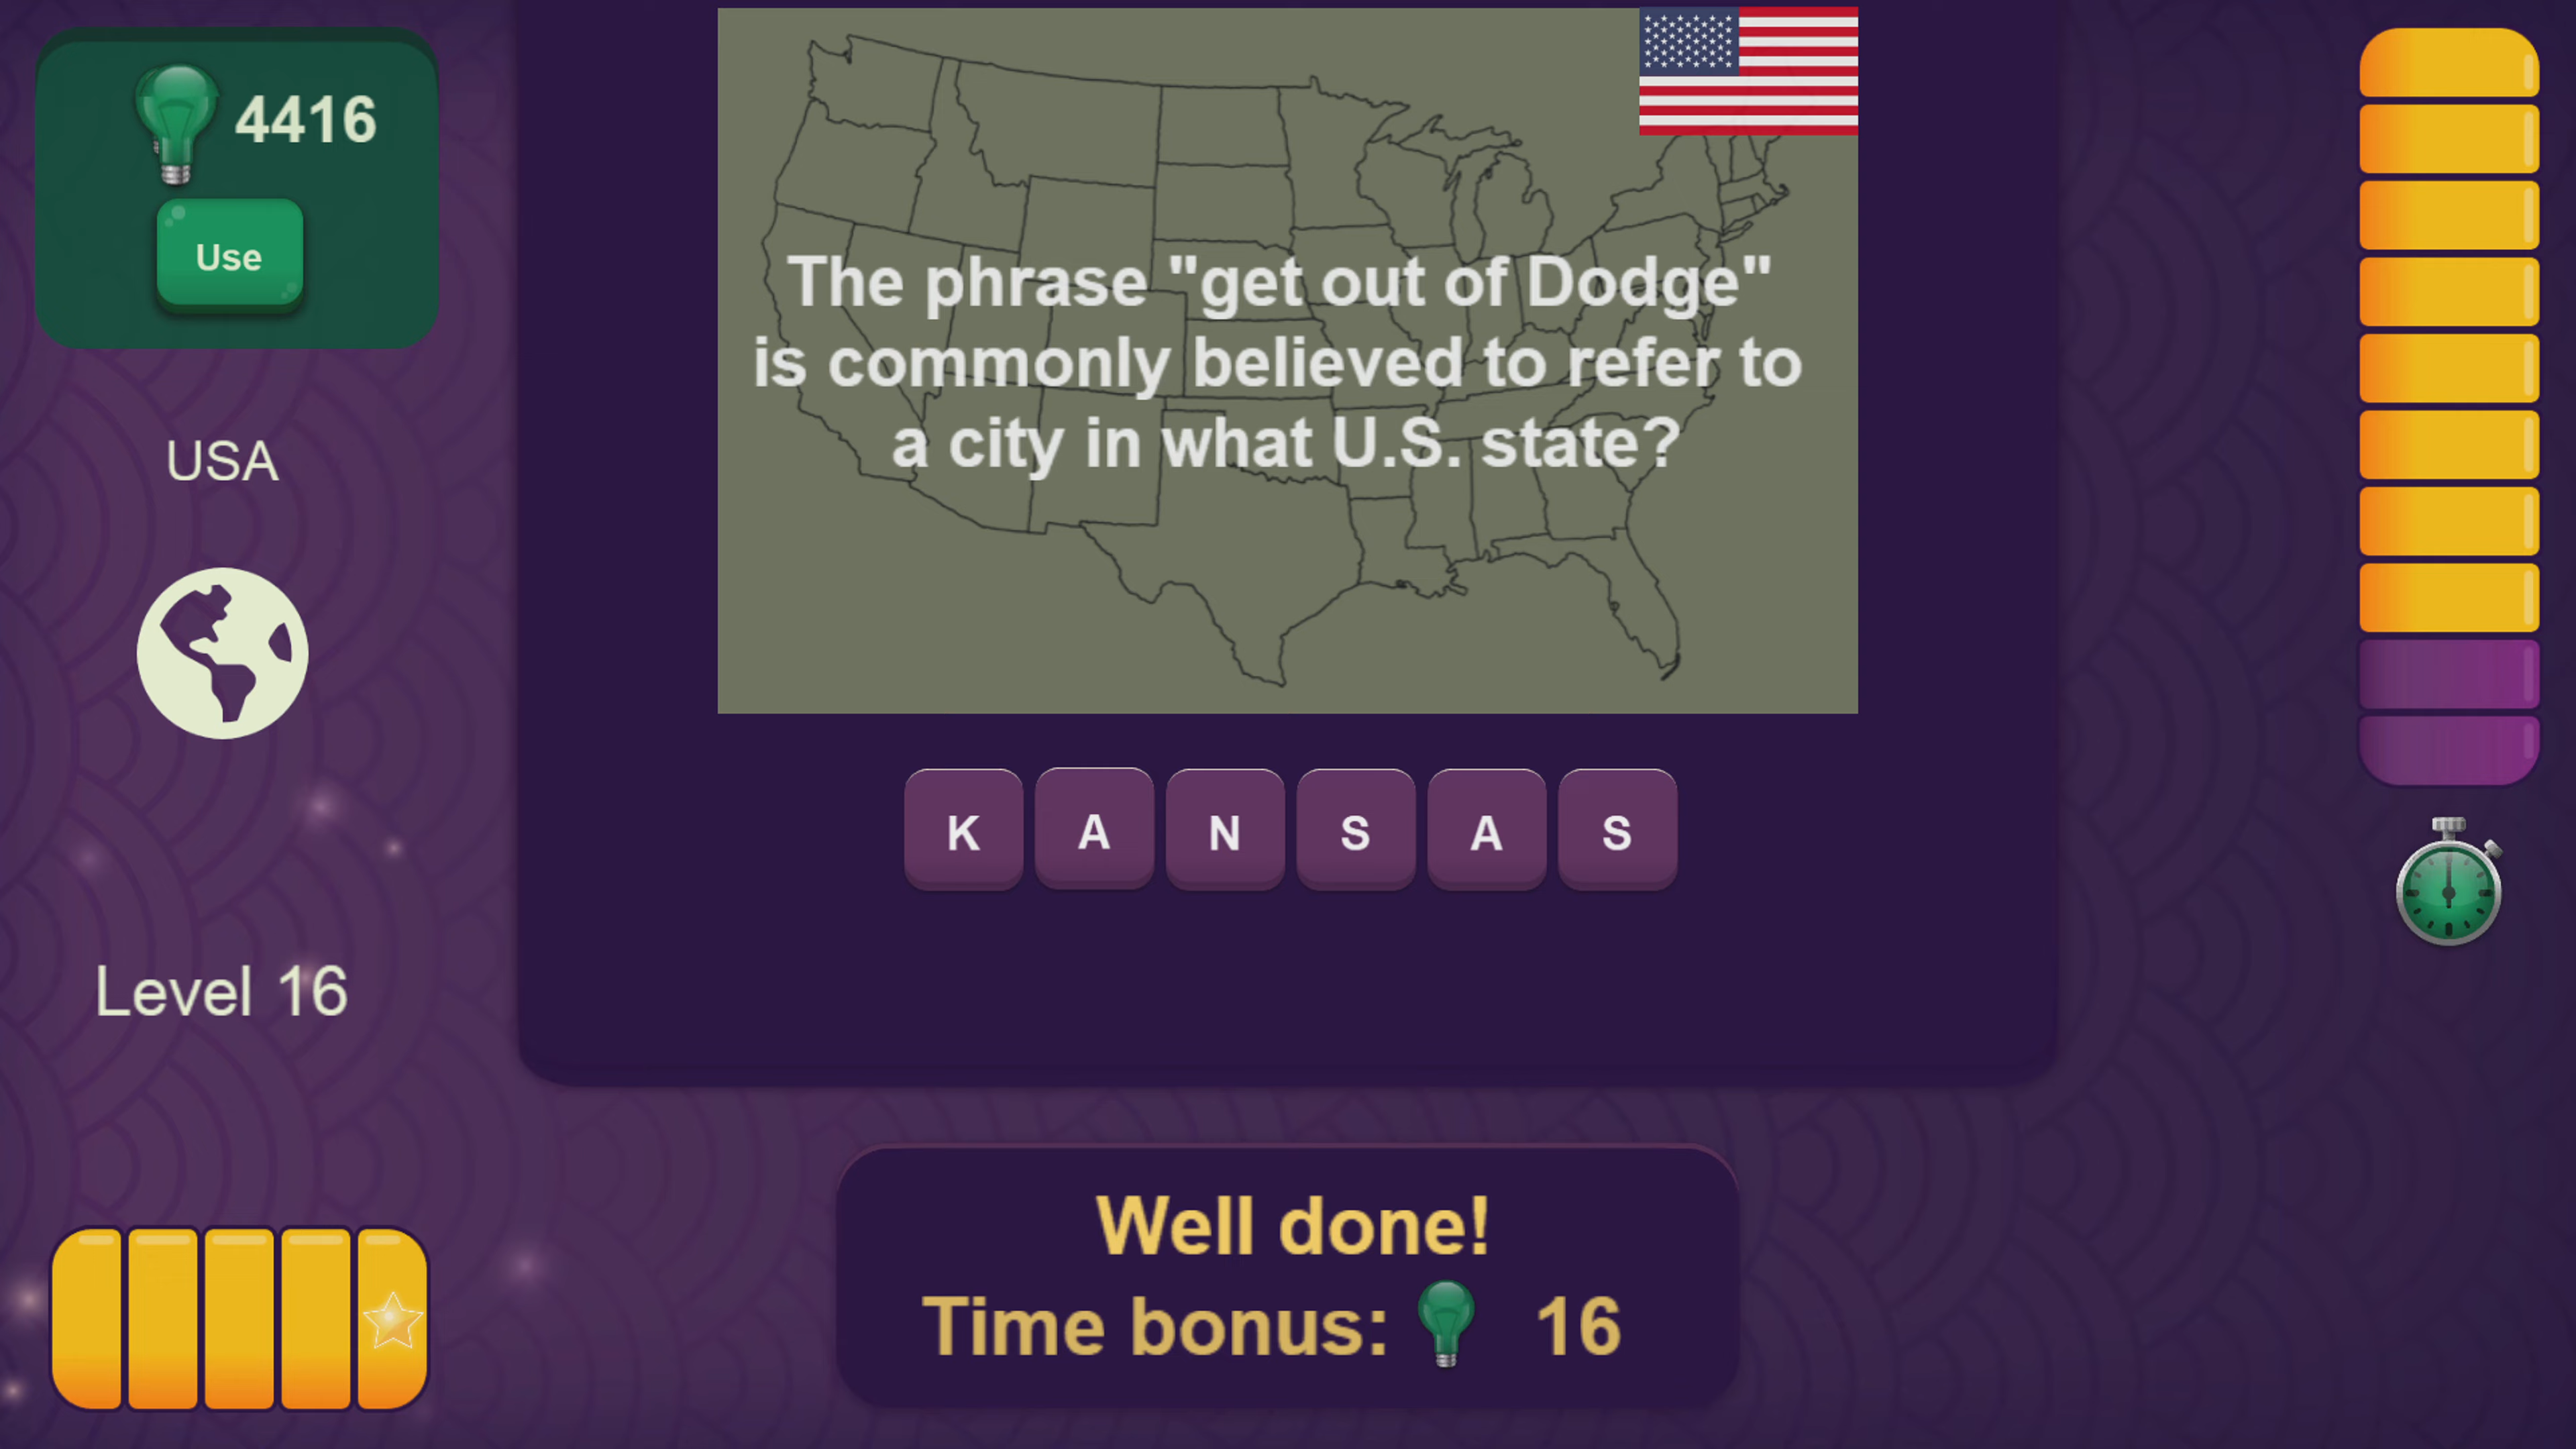 4416
Use
USA
Level 16
The phrase "get out of Dodge"
is commonly believed to refer to
a city in what U.S. state?
K A N S A S
Well done!
Time bonus: 16